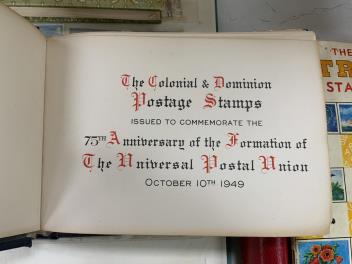 The Colonial & Dominion
Postage Stamps
ISSUED TO COMMEMORATE THE
75TH Anniversary of the Formation of
The Universal Postal Union
OCTOBER 10TH 1949
THE